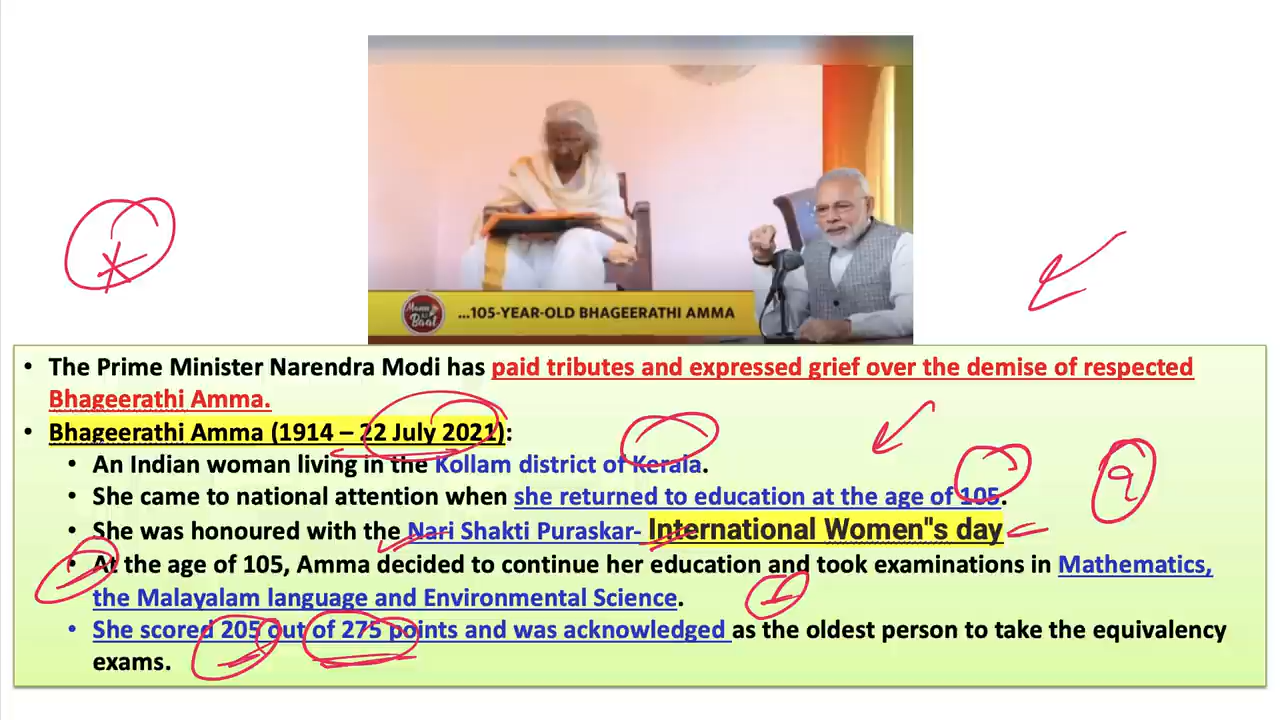 Mann
Ki
Baat
...105-YEAR-OLD BHAGEERATHI AMMA
• The Prime Minister Narendra Modi has paid tributes and expressed grief over the demise of respected
Bhageerathi Amma.
• Bhageerathi Amma (1914 – 22 July 2021):
• An Indian woman living in the Kollam district of Kerala.
• She came to national attention when she returned to education at the age of 105.
• She was honoured with the Nari Shakti Puraskar- International Women"s day
• At the age of 105, Amma decided to continue her education and took examinations in Mathematics,
the Malayalam language and Environmental Science.
• She scored 205 out of 275 points and was acknowledged as the oldest person to take the equivalency
exams.